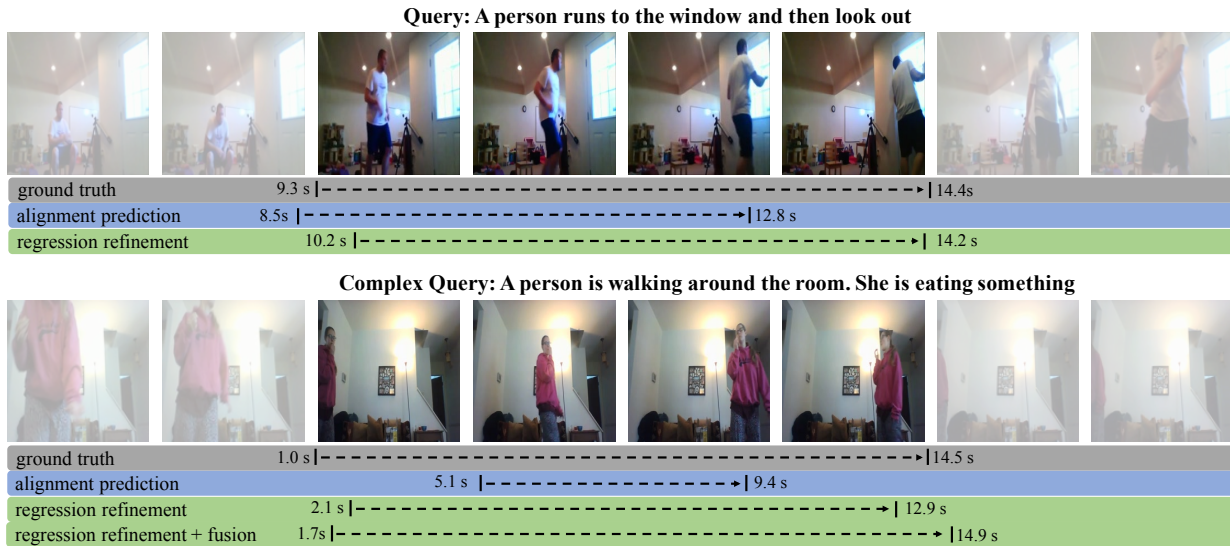 Query: A person runs to the window and then look out
ground truth 9.3 s 14.4s
alignment prediction 8.5s 12.8 s
regression refinement 10.2 s 14.2 s
Complex Query: A person is walking around the room. She is eating something
ground truth 1.0 s 14.5s
alignment prediction 5.1 s 9.4 s
regression refinement 2.1 s 12.9 s
regression refinement + fusion 1.7s 14.9 s